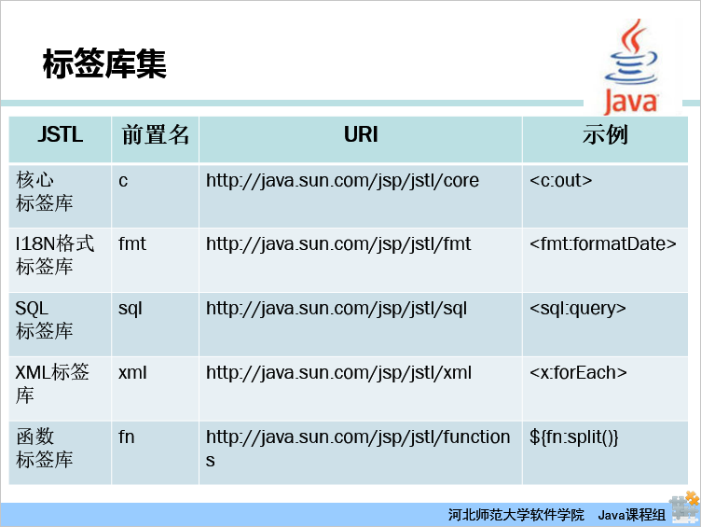 标签库集
Java
JSTL 前置名 URI 示例
核心
标签库
c
http://java.sun.com/jsp/jstl/core
<c:out>
I18N格式
标签库
fmt
http://java.sun.com/jsp/jstl/fmt
<fmt:formatDate>
SQL
标签库
sql
http://java.sun.com/jsp/jstl/sql
<sql:query>
XML标签
库
xml
http://java.sun.com/jsp/jstl/xml
<x:forEach>
函数
标签库
fn
http://java.sun.com/jsp/jstl/function
s
${fn:split()}
河北师范大学软件学院 Java课程组